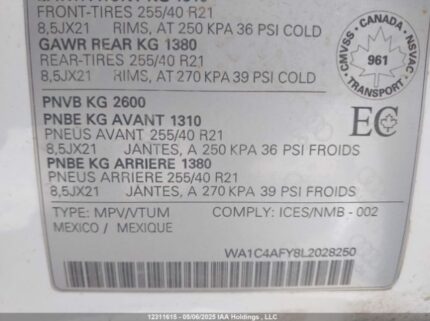 FRONT-TIRES 255/40 R21
8,5JX21 RIMS, AT 250 KPA 36 PSI COLD
GAWR REAR KG 1380
REAR-TIRES 255/40 R21
8,5JX21 RIMS, AT 270 KPA 39 PSI COLD
PNVB KG 2600
PNBE KG AVANT 1310
PNEUS AVANT 255/40 R21
8,5JX21 JANTES, A 250 KPA 36 PSI FROIDS
PNBE KG ARRIERE 1380
PNEUS ARRIERE 255/40 R21
8,5JX21 JANTES, A 270 KPA 39 PSI FROIDS
CMVSS - CANADA - NSVAC
961
TRANSPORT
EC
TYPE: MPV/VTUM COMPLY: ICES/NMB - 002
MEXICO / MEXIQUE
WA1C4AFY8L2028250
12311615 - 05/06/2025 IAA Holdings, LLC